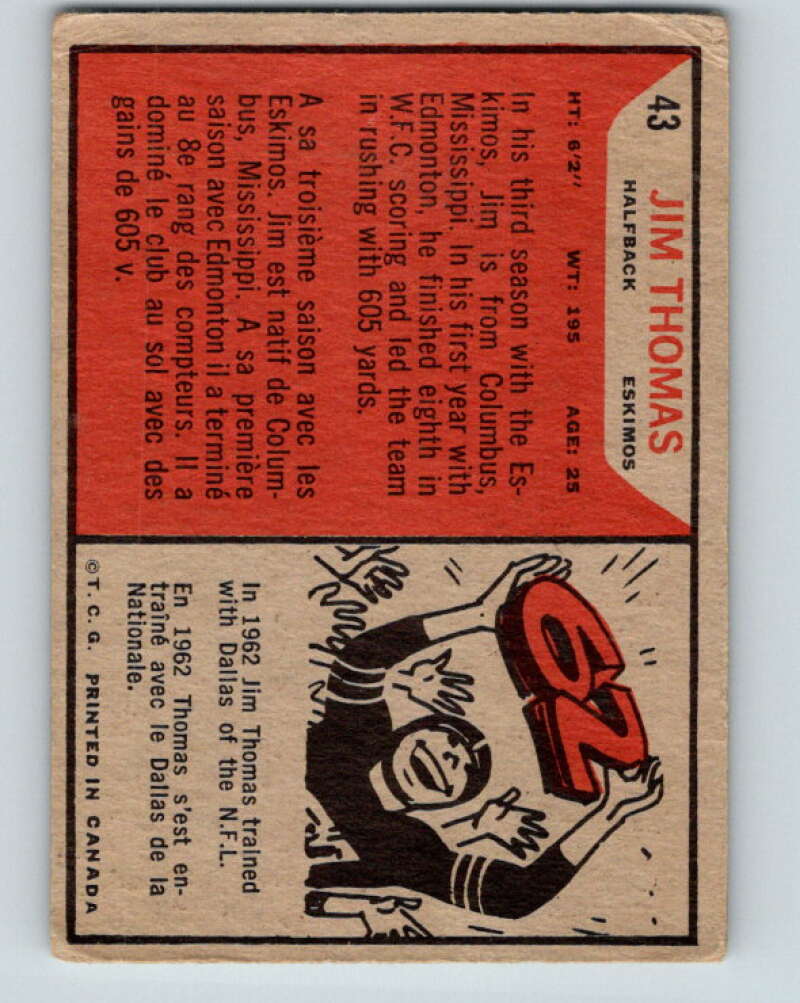 43
JIM THOMAS
HALFBACK ESKIMOS
HT: 6'2" WT: 195 AGE: 25
In his third season with the Es-
kimos, Jim is from Columbus,
Mississippi. In his first year with
Edmonton, he finished eighth in
W.F.C. scoring and led the team
in rushing with 605 yards.
A sa troisième saison avec les
Eskimos. Jim est natif de Colum-
bus, Mississippi. A sa première
saison avec Edmonton il a terminé
au 8e rang des compteurs. Il a
dominé le club au sol avec des
gains de 605 v.
62
In 1962 Jim Thomas trained
with Dallas of the N.F.L.
En 1962 Thomas s'est en-
traîné avec le Dallas de la
Nationale.
©T. C. G. PRINTED IN CANADA